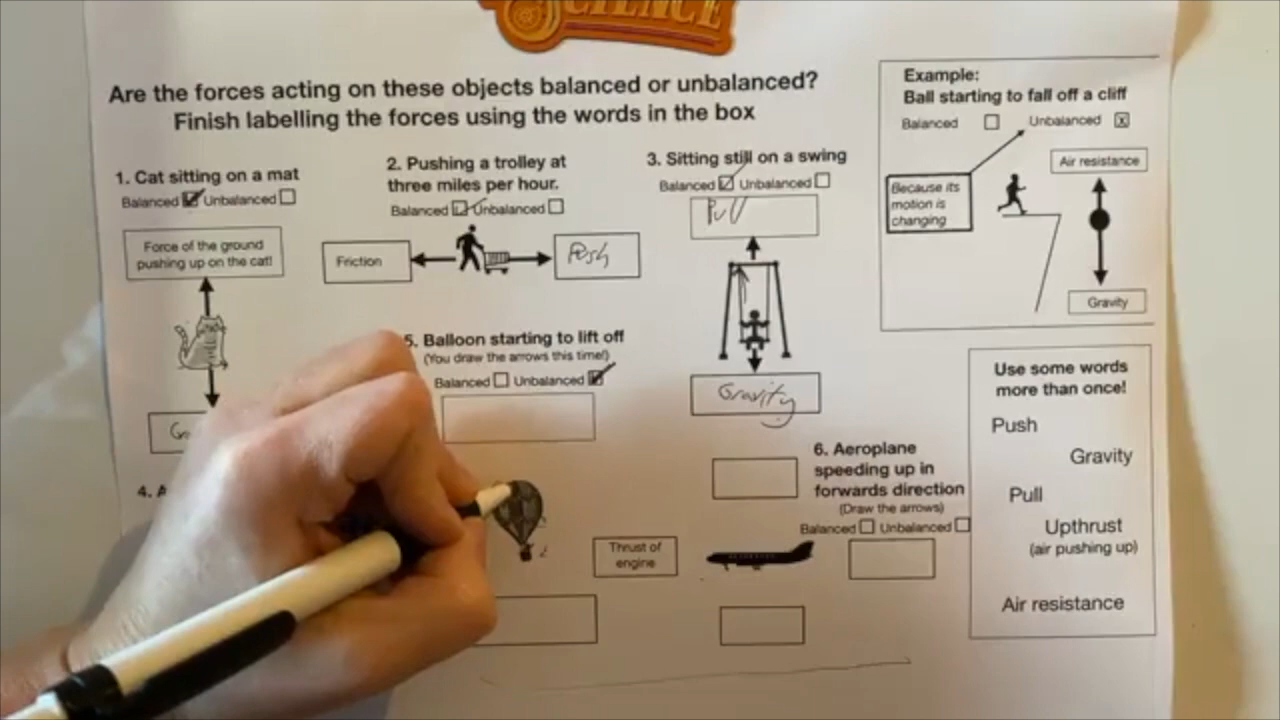 SCIENCE
Are the forces acting on these objects balanced or unbalanced?
Finish labelling the forces using the words in the box
1. Cat sitting on a mat
Balanced Unbalanced
Force of the ground
pushing up on the cat!
2. Pushing a trolley at
three miles per hour.
Balanced Unbalanced
Friction
Push
3. Sitting still on a swing
Balanced Unbalanced
Pull
Gravity
Example:
Ball starting to fall off a cliff
Balanced Unbalanced x
Air resistance
Because its
motion is
changing
Gravity
4.
5. Balloon starting to lift off
(You draw the arrows this time!)
Balanced Unbalanced
6. Aeroplane
speeding up in
forwards direction
(Draw the arrows)
Balanced Unbalanced
Thrust of
engine
Use some words
more than once!
Push
Gravity
Pull
Upthrust
(air pushing up)
Air resistance